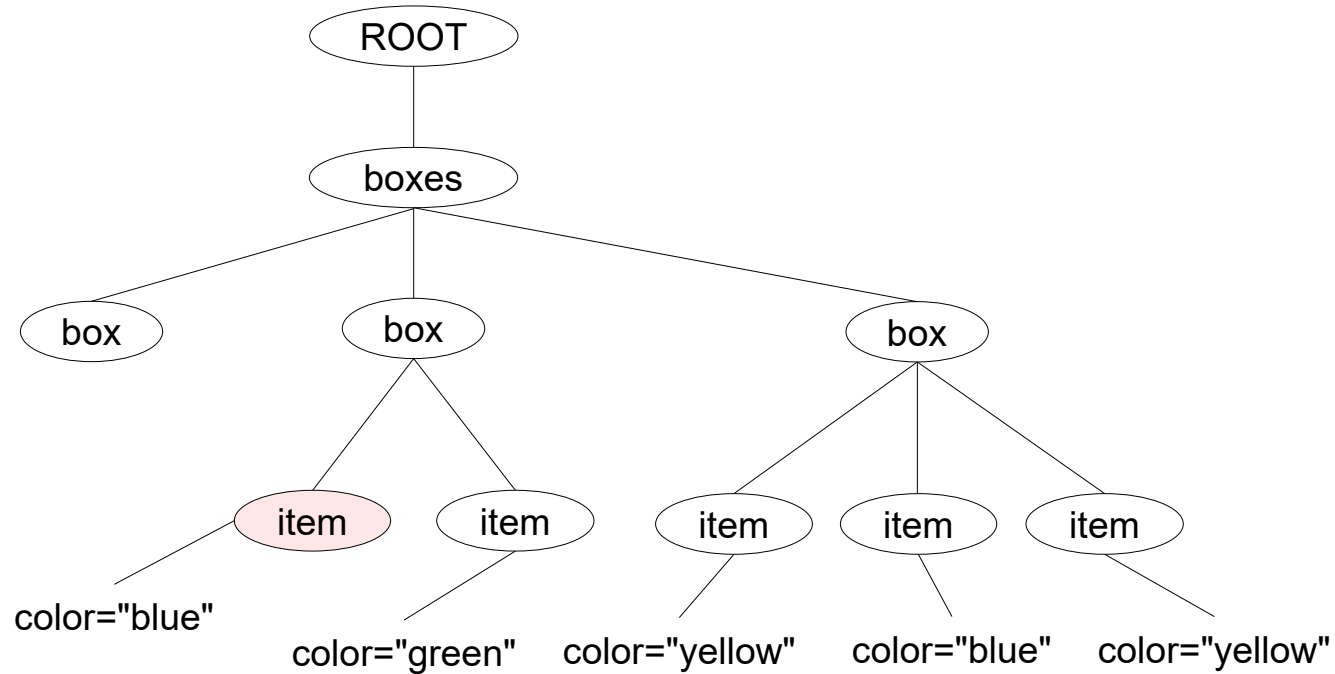 ROOT
boxes
box
box
box
item
item
item
item
item
color="blue"
color="green"
color="yellow"
color="blue"
color="yellow"